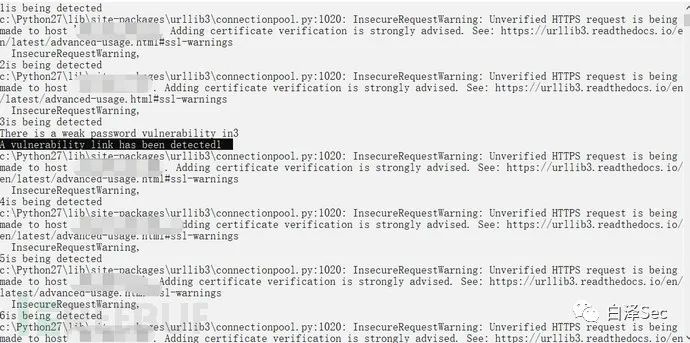 1is being detected
c:\Python27\lib\site-packages\urllib3\connectionpool.py:1020: InsecureRequestWarning: Unverified HTTPS request is being
made to host '. Adding certificate verification is strongly advised. See: https://urllib3.readthedocs.io/e
n/latest/advanced-usage.html#ssl-warnings
InsecureRequestWarning,
2is being detected
c:\Python27\lib\site-packages\urllib3\connectionpool.py:1020: InsecureRequestWarning: Unverified HTTPS request is being
made to host . Adding certificate verification is strongly advised. See: https://urllib3.readthedocs.io/en
/latest/advanced-usage.html#ssl-warnings
InsecureRequestWarning,
3is being detected
There is a weak password vulnerability in3
A vulnerability link has been detected1
c:\Python27\lib\site-packages\urllib3\connectionpool.py:1020: InsecureRequestWarning: Unverified HTTPS request is being
made to host . Adding certificate verification is strongly advised. See: https://urllib3.readthedocs.io/
en/latest/advanced-usage.html#ssl-warnings
InsecureRequestWarning,
4is being detected
c:\Python27\lib\site-packages\urllib3\connectionpool.py:1020: InsecureRequestWarning: Unverified HTTPS request is being
made to host Adding certificate verification is strongly advised. See: https://urllib3.readthedocs.io/
en/latest/advanced-usage.html#ssl-warnings
InsecureRequestWarning,
5is being detected
c:\Python27\lib\site-packages\urllib3\connectionpool.py:1020: InsecureRequestWarning: Unverified HTTPS request is being
made to host Adding certificate verification is strongly advised. See: https://urllib3.readthedocs.io/en/
latest/advanced-usage.html#ssl-warnings
InsecureRequestWarning,
6is being detected
c:\Python27\lib\site-packages\urllib3\connectionpool.py:1020: InsecureRequestWarning: Unverified HTTPS request is being
made to host . Adding certificate verification is strongly advised. See: https://urllib3.readthedocs.io/en
白泽Sec